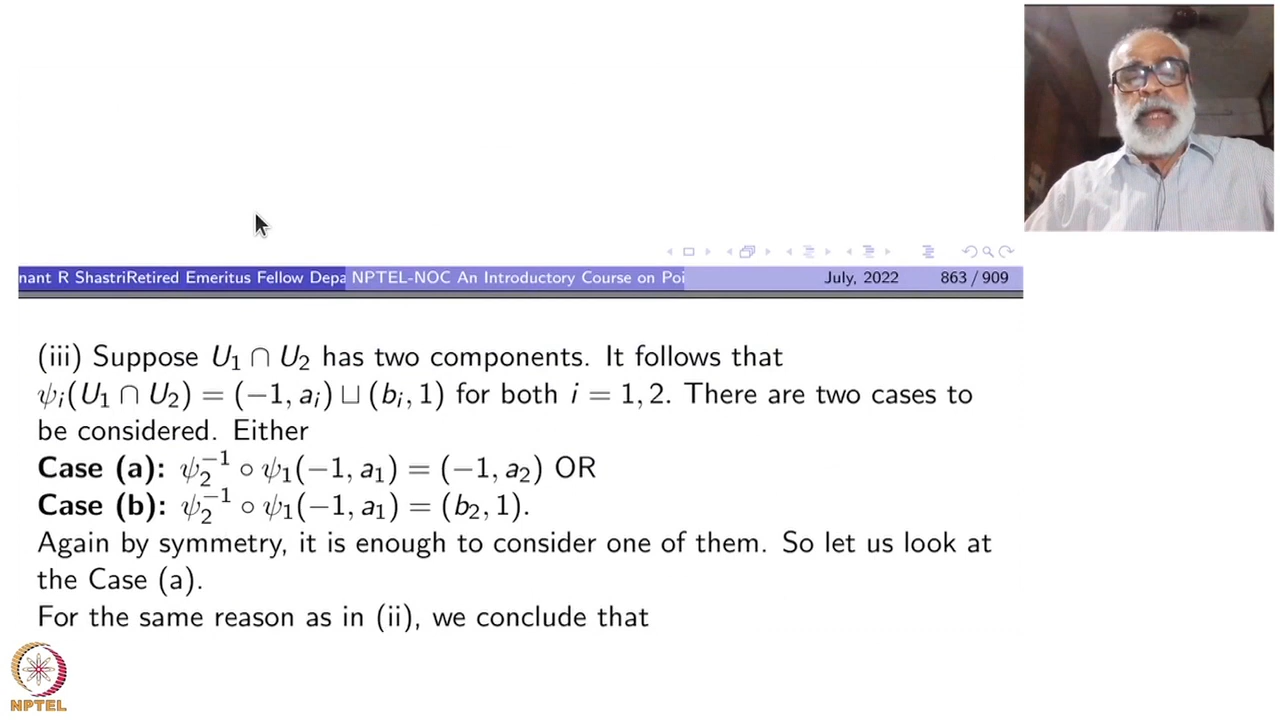 nant R ShastriRetired Emeritus Fellow Depa NPTEL-NOC An Introductory Course on Poi July, 2022 863 / 909
(iii) Suppose U₁ ∩ U₂ has two components. It follows that
ψᵢ(U₁ ∩ U₂) = (−1, aᵢ) ⊔ (bᵢ, 1) for both i = 1, 2. There are two cases to
be considered. Either
Case (a): ψ₂⁻¹ ∘ ψ₁(−1, a₁) = (−1, a₂) OR
Case (b): ψ₂⁻¹ ∘ ψ₁(−1, a₁) = (b₂, 1).
Again by symmetry, it is enough to consider one of them. So let us look at
the Case (a).
For the same reason as in (ii), we conclude that
NPTEL